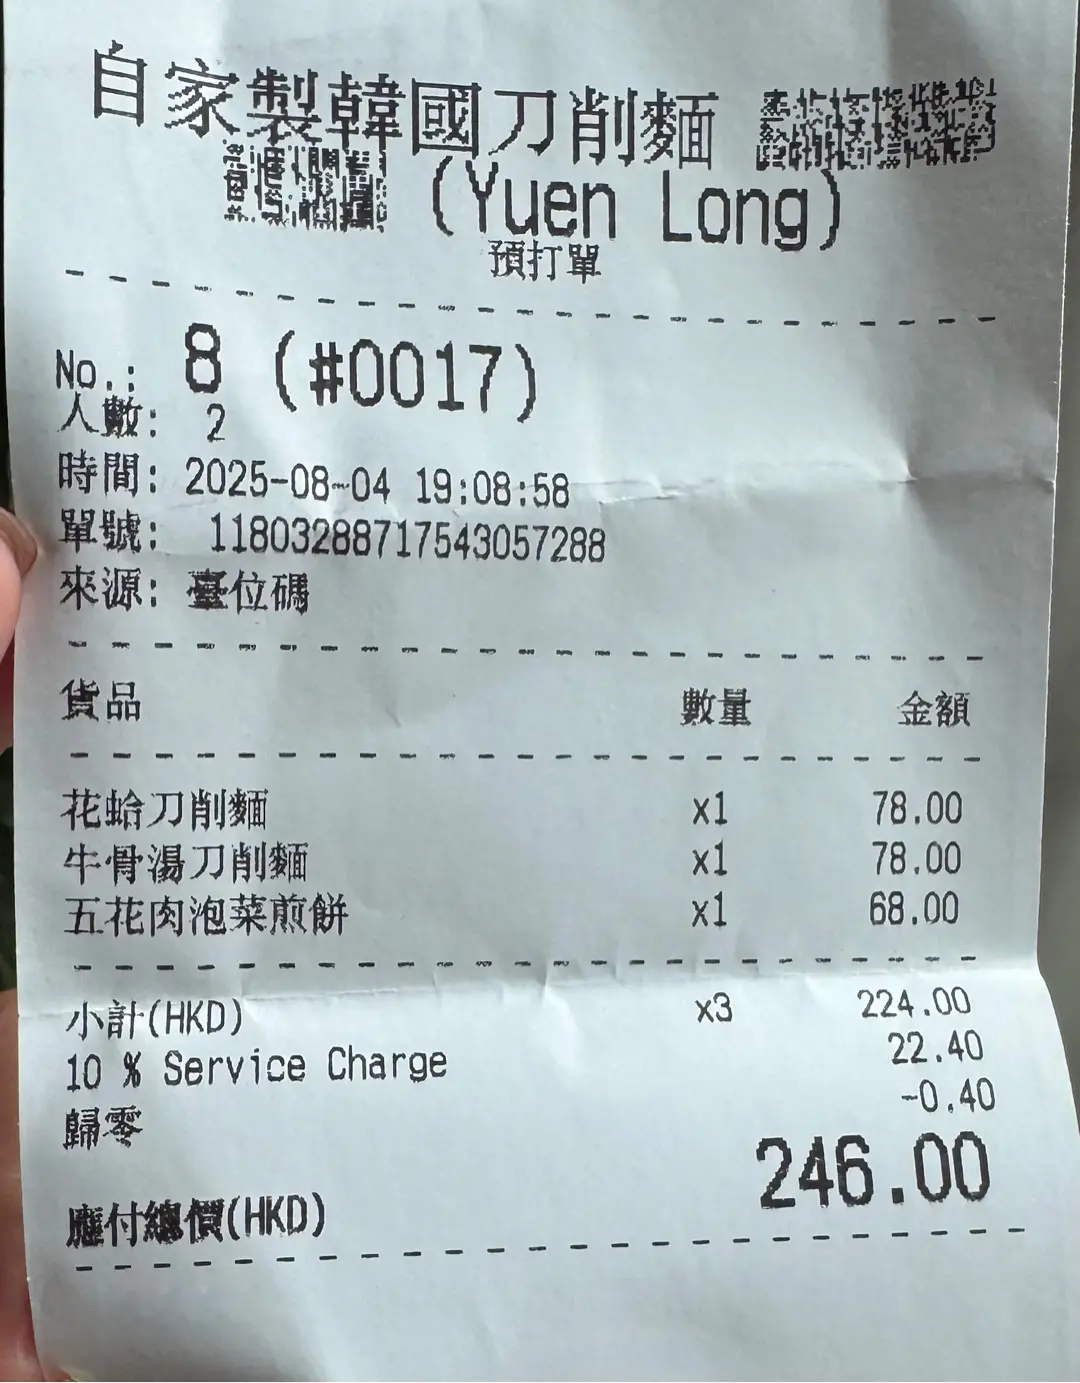 自家製韓國刀削麵
(Yuen Long)
預打單
No.: 8 (#0017)
人數: 2
時間: 2025-08-04 19:08:58
單號: 11803288717543057288
來源: 臺位碼
貨品 數量 金額
花蛤刀削麵 x1 78.00
牛骨湯刀削麵 x1 78.00
五花肉泡菜煎餅 x1 68.00
小計(HKD) x3 224.00
10 % Service Charge 22.40
歸零 -0.40
應付總價(HKD) 246.00